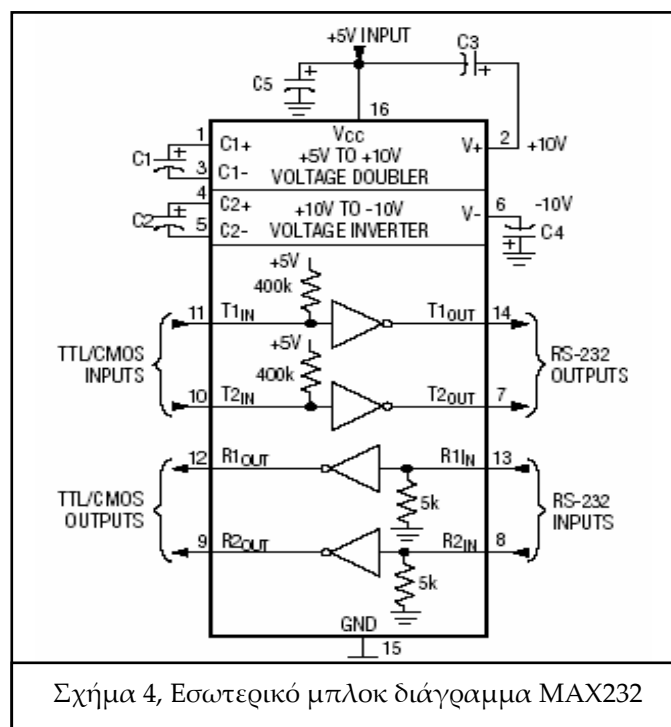 +5V INPUT
C3
+
C5
+
16
1
C1+
VCC
V+
2
+10V
C1
+
+5V TO +10V
3
C1-
VOLTAGE DOUBLER
4
C2+
+10V TO -10V
V-
6
-10V
C2
+
5
C2-
VOLTAGE INVERTER
C4
+
+5V
400k
11
T1IN
T1OUT
14
TTL/CMOS
INPUTS
+5V
400k
RS-232
OUTPUTS
10
T2IN
T2OUT
7
12
R1OUT
R1IN
13
TTL/CMOS
OUTPUTS
5k
RS-232
INPUTS
9
R2OUT
R2IN
8
5k
GND
15
Σχήμα 4, Εσωτερικό μπλοκ διάγραμμα MAX232